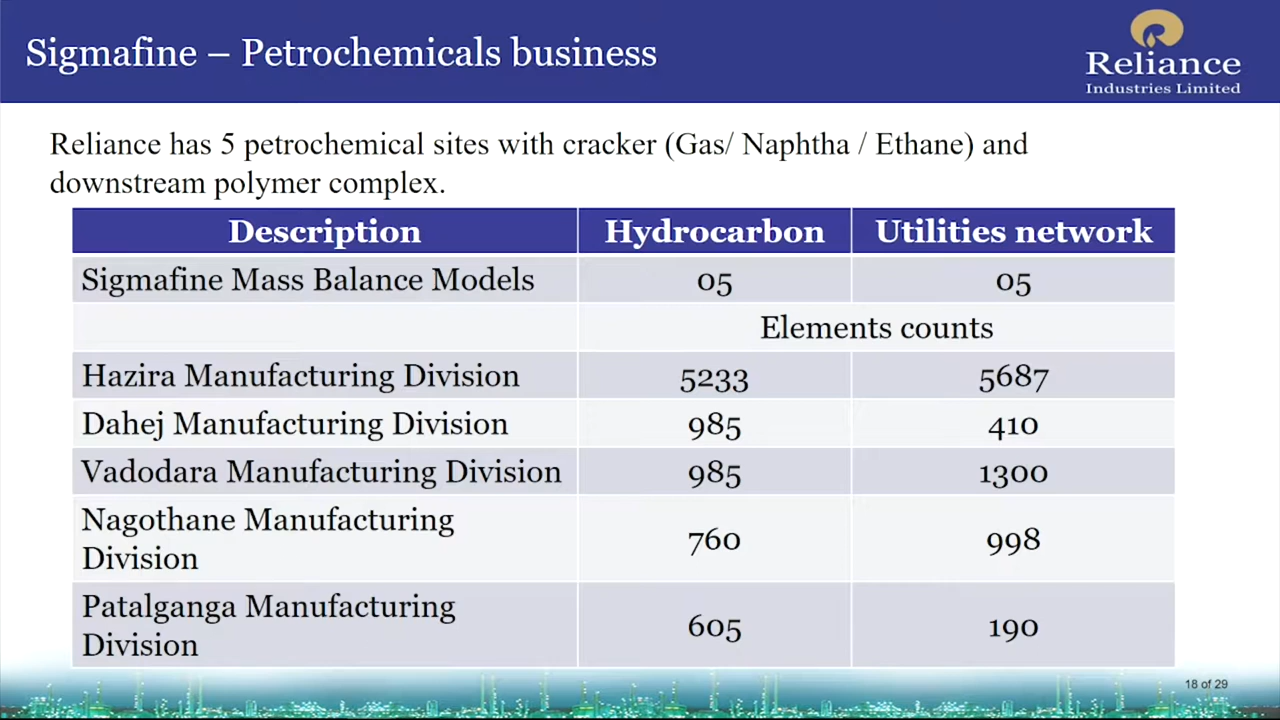 Sigmafine – Petrochemicals business
Reliance
Industries Limited
Reliance has 5 petrochemical sites with cracker (Gas/ Naphtha / Ethane) and
downstream polymer complex.
Description Hydrocarbon Utilities network
Sigmafine Mass Balance Models 05 05
Elements counts
Hazira Manufacturing Division 5233 5687
Dahej Manufacturing Division 985 410
Vadodara Manufacturing Division 985 1300
Nagothane Manufacturing
Division 760 998
Patalganga Manufacturing
Division 605 190
18 of 29